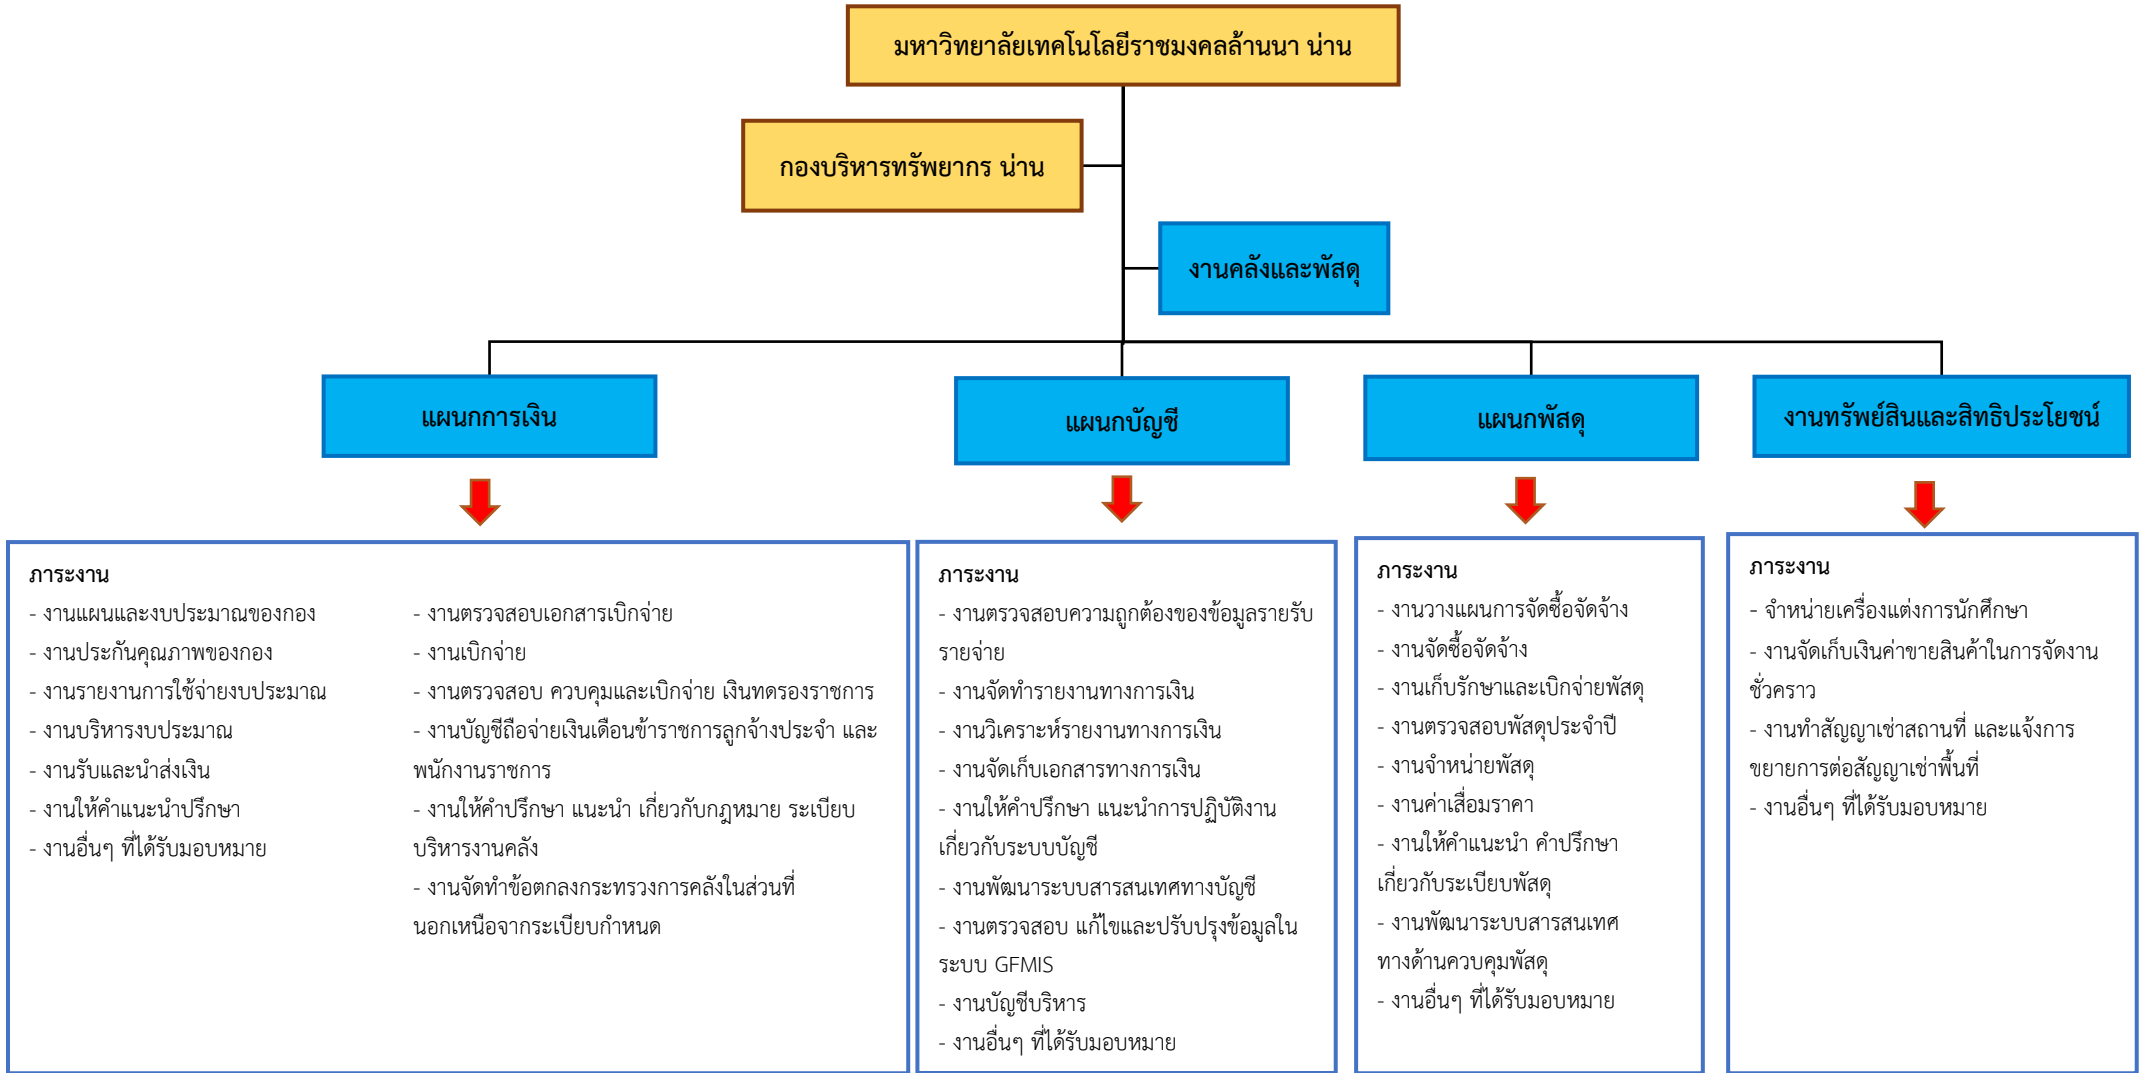 มหาวิทยาลัยเทคโนโลยีราชมงคลล้านนา น่าน
กองบริหารทรัพยากร น่าน
งานคลังและพัสดุ
แผนกการเงิน
แผนกบัญชี
แผนกพัสดุ
งานทรัพย์สินและสิทธิประโยชน์
ภาระงาน
- งานแผนและงบประมาณของกอง
- งานประกันคุณภาพของกอง
- งานรายงานการใช้จ่ายงบประมาณ
- งานบริหารงบประมาณ
- งานรับและนำส่งเงิน
- งานให้คำแนะนำปรึกษา
- งานอื่นๆ ที่ได้รับมอบหมาย
- งานตรวจสอบเอกสารเบิกจ่าย
- งานเบิกจ่าย
- งานตรวจสอบ ควบคุมและเบิกจ่าย เงินทดรองราชการ
- งานบัญชีถือจ่ายเงินเดือนข้าราชการลูกจ้างประจำ และ
พนักงานราชการ
- งานให้คำปรึกษา แนะนำ เกี่ยวกับกฎหมาย ระเบียบ
บริหารงานคลัง
- งานจัดทำข้อตกลงกระทรวงการคลังในส่วนที่
นอกเหนือจากระเบียบกำหนด
ภาระงาน
- งานตรวจสอบความถูกต้องของข้อมูลรายรับ
รายจ่าย
- งานจัดทำรายงานทางการเงิน
- งานวิเคราะห์รายงานทางการเงิน
- งานจัดเก็บเอกสารทางการเงิน
- งานให้คำปรึกษา แนะนำการปฏิบัติงาน
เกี่ยวกับระบบบัญชี
- งานพัฒนาระบบสารสนเทศทางบัญชี
- งานตรวจสอบ แก้ไขและปรับปรุงข้อมูลใน
ระบบ GFMIS
- งานบัญชีบริหาร
- งานอื่นๆ ที่ได้รับมอบหมาย
ภาระงาน
- งานวางแผนการจัดซื้อจัดจ้าง
- งานจัดซื้อจัดจ้าง
- งานเก็บรักษาและเบิกจ่ายพัสดุ
- งานตรวจสอบพัสดุประจำปี
- งานจำหน่ายพัสดุ
- งานค่าเสื่อมราคา
- งานให้คำแนะนำ คำปรึกษา
เกี่ยวกับระเบียบพัสดุ
- งานพัฒนาระบบสารสนเทศ
ทางด้านควบคุมพัสดุ
- งานอื่นๆ ที่ได้รับมอบหมาย
ภาระงาน
- จำหน่ายเครื่องแต่งการนักศึกษา
- งานจัดเก็บเงินค่าขายสินค้าในการจัดงาน
ชั่วคราว
- งานทำสัญญาเช่าสถานที่ และแจ้งการ
ขยายการต่อสัญญาเช่าพื้นที่
- งานอื่นๆ ที่ได้รับมอบหมาย